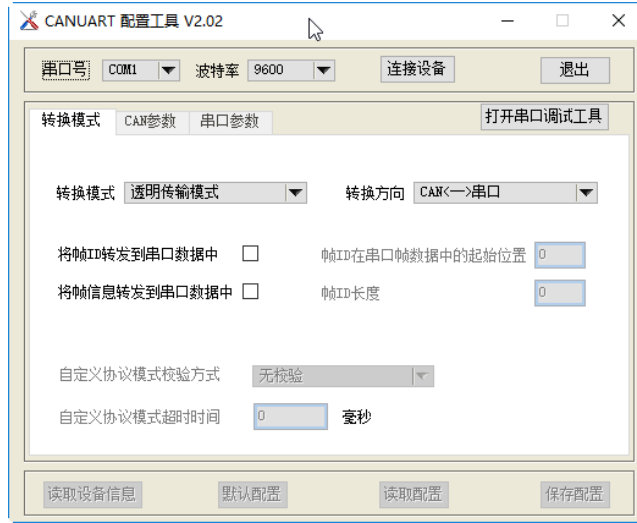 CANUART 配置工具 V2.02
串口号 COM1 波特率 9600 连接设备 退出
转换模式 CAN参数 串口参数 打开串口调试工具
转换模式 透明传输模式 转换方向 CAN<—>串口
将帧ID转发到串口数据中 帧ID在串口帧数据中的起始位置 0
将帧信息转发到串口数据中 帧ID长度 0
自定义协议模式校验方式 无校验
自定义协议模式超时时间 0 毫秒
读取设备信息 默认配置 读取配置 保存配置